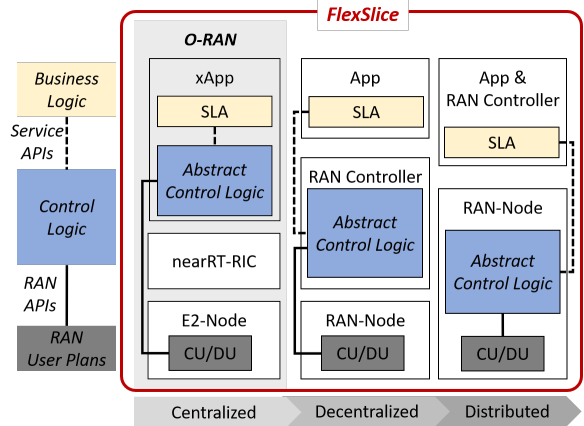 FlexSlice
Business
Logic
Service
APIs
Control
Logic
RAN
APIs
RAN
User Plans
O-RAN
xApp
SLA
Abstract
Control Logic
nearRT-RIC
E2-Node
CU/DU
App
SLA
RAN Controller
Abstract
Control Logic
RAN-Node
CU/DU
App &
RAN Controller
SLA
RAN-Node
Abstract
Control Logic
CU/DU
Centralized
Decentralized
Distributed